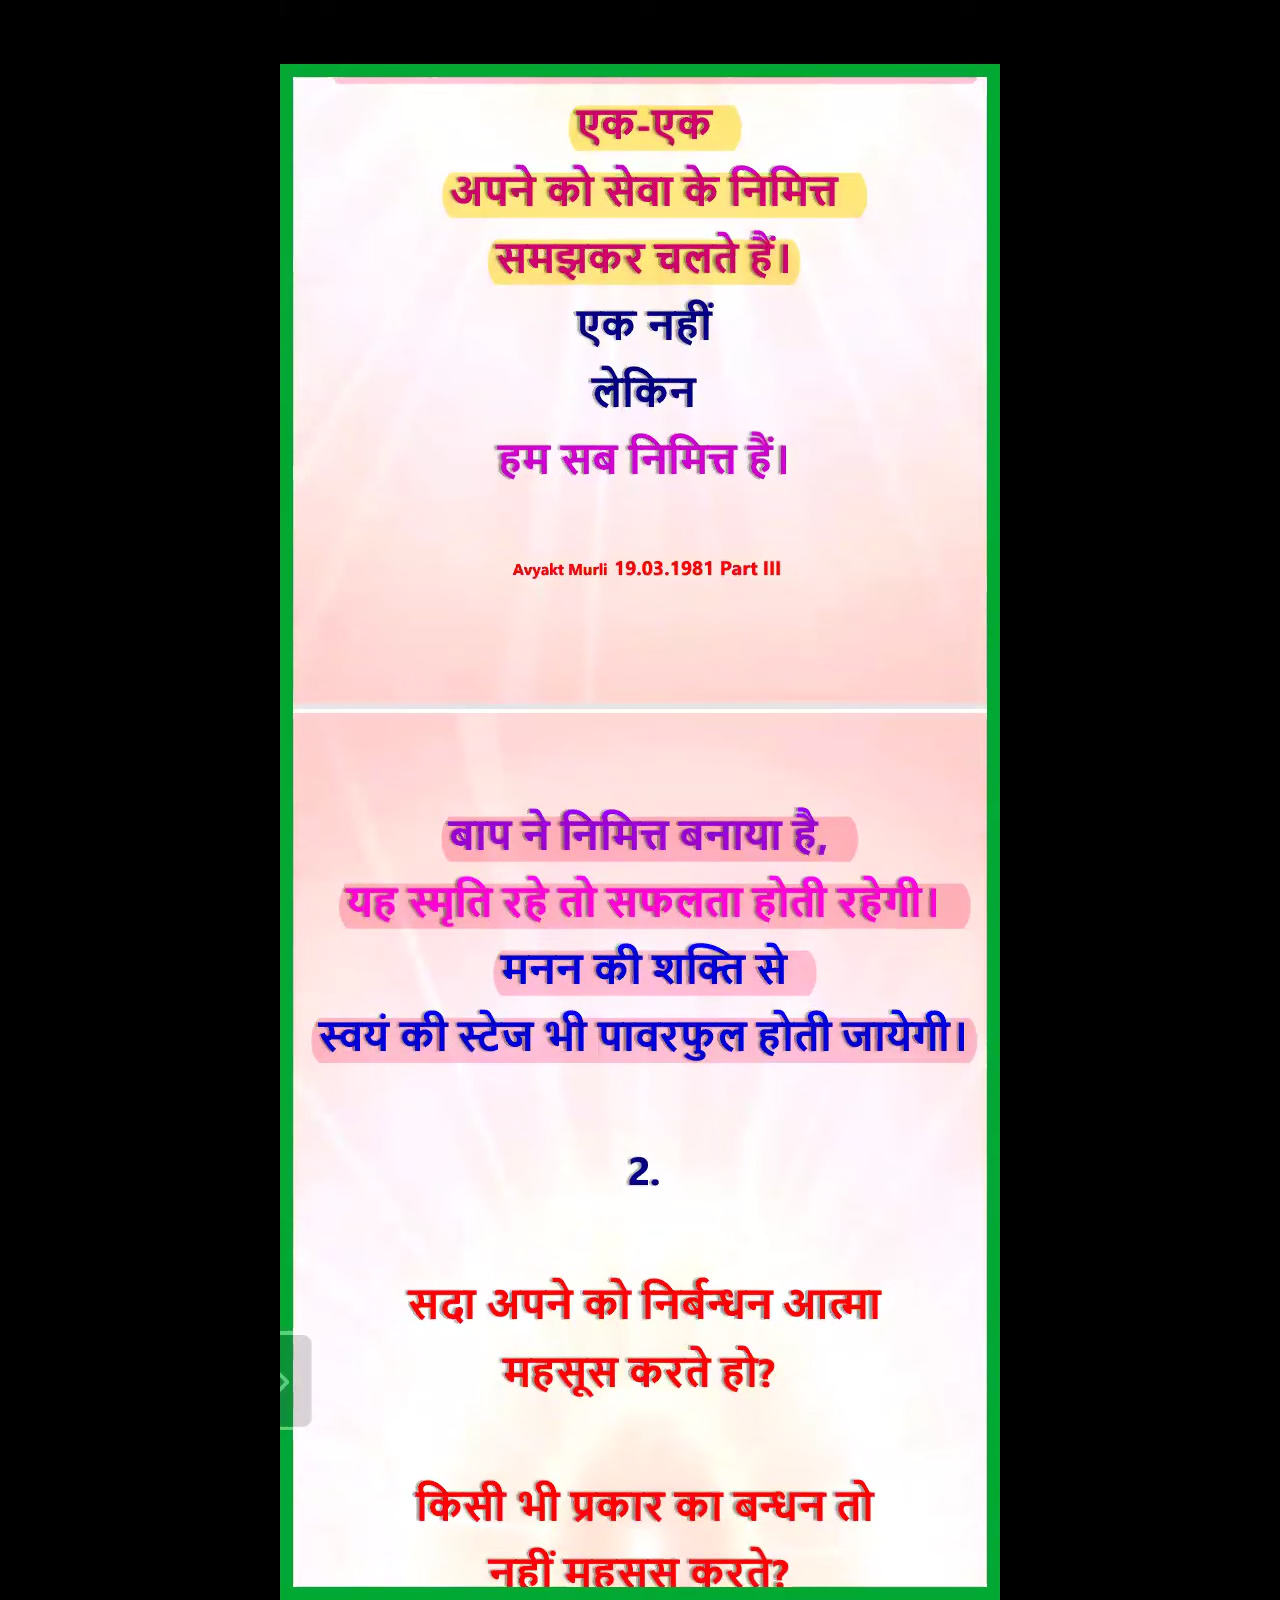 एक-एक
अपने को सेवा के निमित्त
समझकर चलते हैं।
एक नहीं
लेकिन
हम सब निमित्त हैं।
Avyakt Murli 19.03.1981 Part III
बाप ने निमित्त बनाया है,
यह स्मृति रहे तो सफलता होती रहेगी।
मनन की शक्ति से
स्वयं की स्टेज भी पावरफुल होती जायेगी।
2.
सदा अपने को निर्बन्धन आत्मा
महसूस करते हो?
किसी भी प्रकार का बन्धन तो
नहीं महसूस करते?